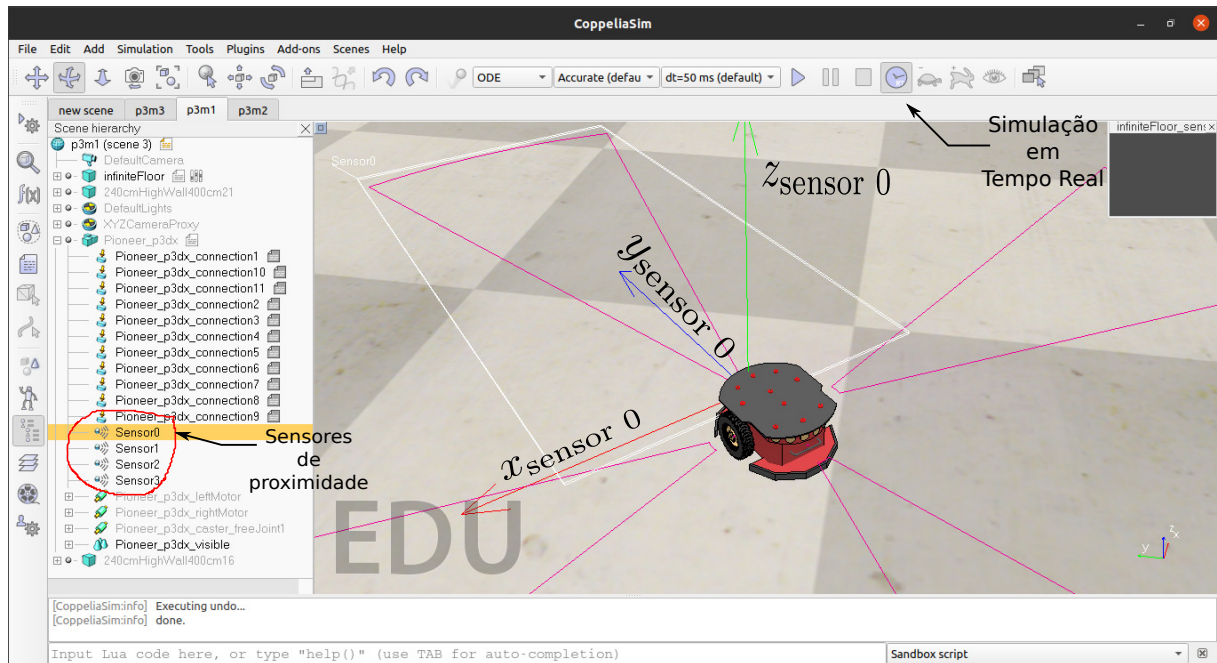 CoppeliaSim
File Edit Add Simulation Tools Plugins Add-ons Scenes Help
ODE Accurate (defau dt=50 ms (default)
new scene p3m3 p3m1 p3m2
Scene hierarchy
p3m1 (scene 3)
DefaultCamera
infiniteFloor
240cmHighWall400cm21
DefaultLights
XYZCameraProxy
Pioneer_p3dx
Pioneer_p3dx_connection1
Pioneer_p3dx_connection10
Pioneer_p3dx_connection11
Pioneer_p3dx_connection2
Pioneer_p3dx_connection3
Pioneer_p3dx_connection4
Pioneer_p3dx_connection5
Pioneer_p3dx_connection6
Pioneer_p3dx_connection7
Pioneer_p3dx_connection8
Pioneer_p3dx_connection9
Sensor0
Sensor1
Sensor2
Sensor3
Pioneer_p3dx_leftMotor
Pioneer_p3dx_rightMotor
Pioneer_p3dx_caster_freeJoint1
Pioneer_p3dx_visible
240cmHighWall400cm16
Sensores
de
proximidade
Sensor0
z sensor 0
y sensor 0
x sensor 0
Simulação
em
Tempo Real
infiniteFloor_sens
EDU
z
x
y
f(x)
[CoppeliaSim:info] Executing undo...
[CoppeliaSim:info] done.
Input Lua code here, or type "help()" (use TAB for auto-completion)
Sandbox script